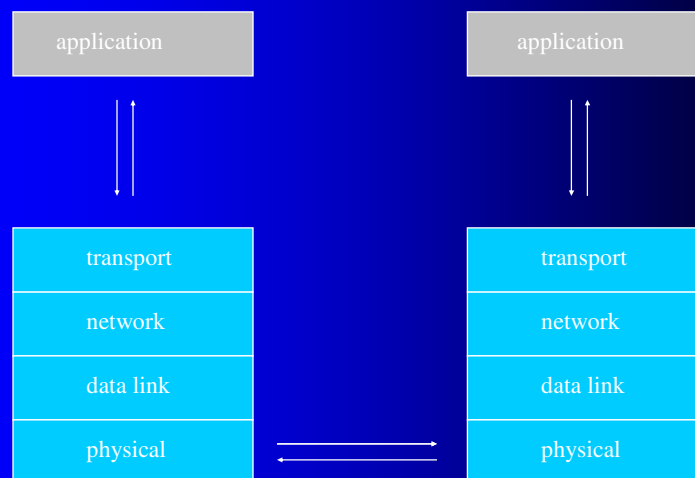 application
application
transport
transport
network
network
data link
data link
physical
physical